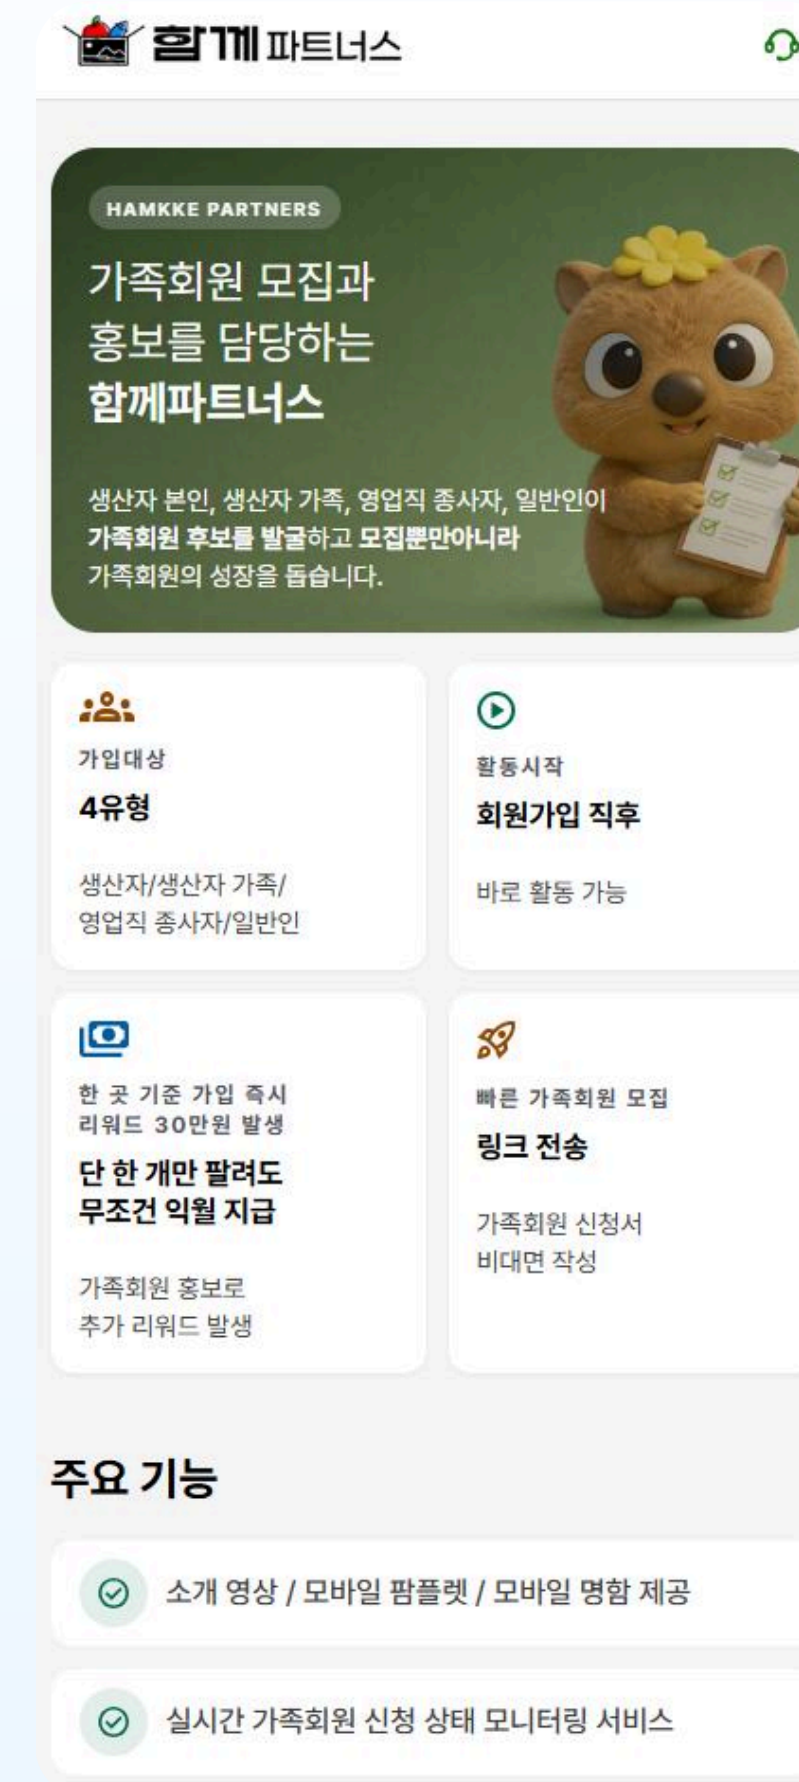 함께 파트너스
HAMKKE PARTNERS
가족회원 모집과
홍보를 담당하는
함께파트너스
생산자 본인, 생산자 가족, 영업직 종사자, 일반인이
가족회원 후보를 발굴하고 모집뿐만아니라
가족회원의 성장을 돕습니다.
가입대상
4유형
생산자/생산자 가족/
영업직 종사자/일반인
활동시작
회원가입 직후
바로 활동 가능
한 곳 기준 가입 즉시
리워드 30만원 발생
단 한 개만 팔려도
무조건 익월 지급
가족회원 홍보로
추가 리워드 발생
빠른 가족회원 모집
링크 전송
가족회원 신청서
비대면 작성
주요 기능
소개 영상 / 모바일 팜플렛 / 모바일 명함 제공
실시간 가족회원 신청 상태 모니터링 서비스